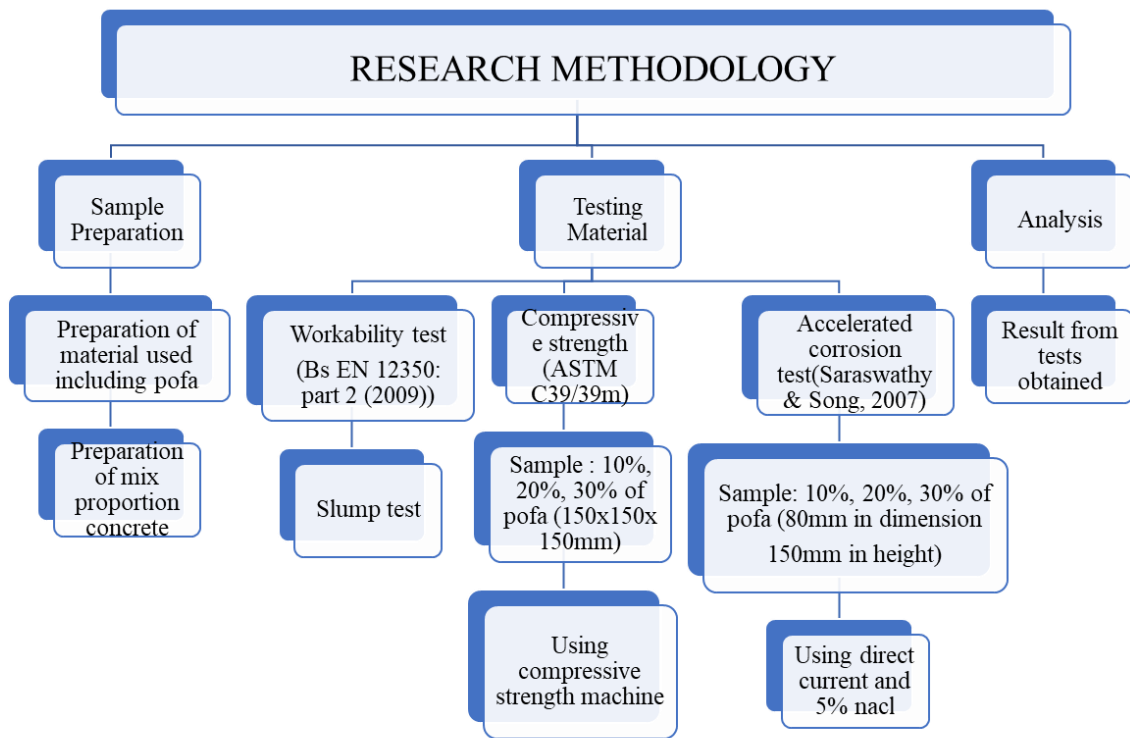 RESEARCH METHODOLOGY
Sample
Preparation
Testing
Material
Analysis
Preparation of
material used
including pofa
Workability test
(Bs EN 12350:
part 2 (2009))
Compressiv
e strength
(ASTM
C39/39m)
Accelerated
corrosion
test(Saraswathy
& Song, 2007)
Result from
tests
obtained
Preparation
of mix
proportion
concrete
Slump test
Sample : 10%,
20%, 30% of
pofa (150x150x
150mm)
Sample: 10%, 20%, 30% of
pofa (80mm in dimension
150mm in height)
Using
compressive
strength machine
Using direct
current and
5% nacl